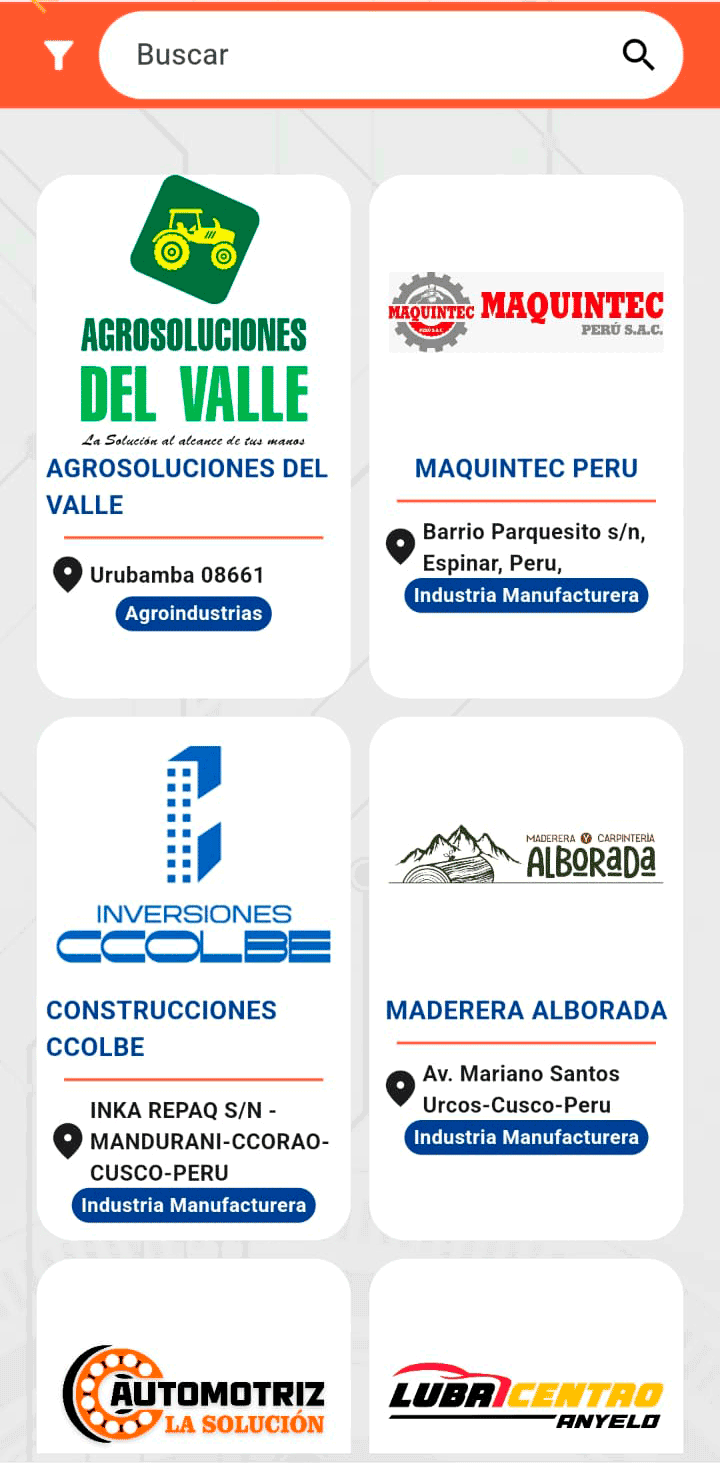 Buscar
AGROSOLUCIONES
DEL VALLE
La Solución al alcance de tus manos
AGROSOLUCIONES DEL
VALLE
Urubamba 08661
Agroindustrias
MAQUINTEC
PERÚ S.A.C.
MAQUINTEC
PERÚ S.A.C.
MAQUINTEC PERU
Barrio Parquesito s/n,
Espinar, Peru,
Industria Manufacturera
INVERSIONES
CCOLBE
CONSTRUCCIONES
CCOLBE
INKA REPAQ S/N -
MANDURANI-CCORAO-
CUSCO-PERU
Industria Manufacturera
MADERERA Y CARPINTERÍA
ALBORADA
MADERERA ALBORADA
Av. Mariano Santos
Urcos-Cusco-Peru
Industria Manufacturera
AUTOMOTRIZ
LA SOLUCIÓN
LUBRICENTRO
ANYELO